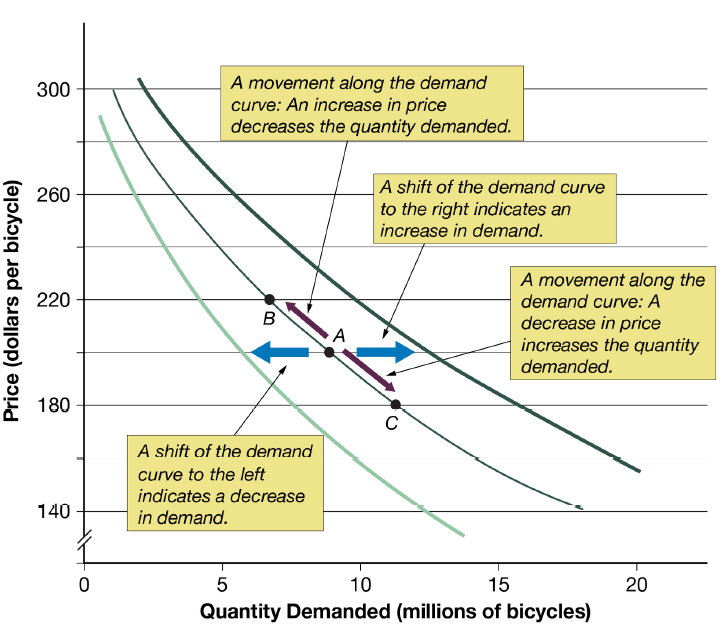 A movement along the demand
curve: An increase in price
decreases the quantity demanded.
A shift of the demand curve
to the right indicates an
increase in demand.
A movement along the
demand curve: A
decrease in price
increases the quantity
demanded.
A shift of the demand
curve to the left
indicates a decrease
in demand.
B
A
C
Price (dollars per bicycle)
300
260
220
180
140
0
5
10
15
20
Quantity Demanded (millions of bicycles)